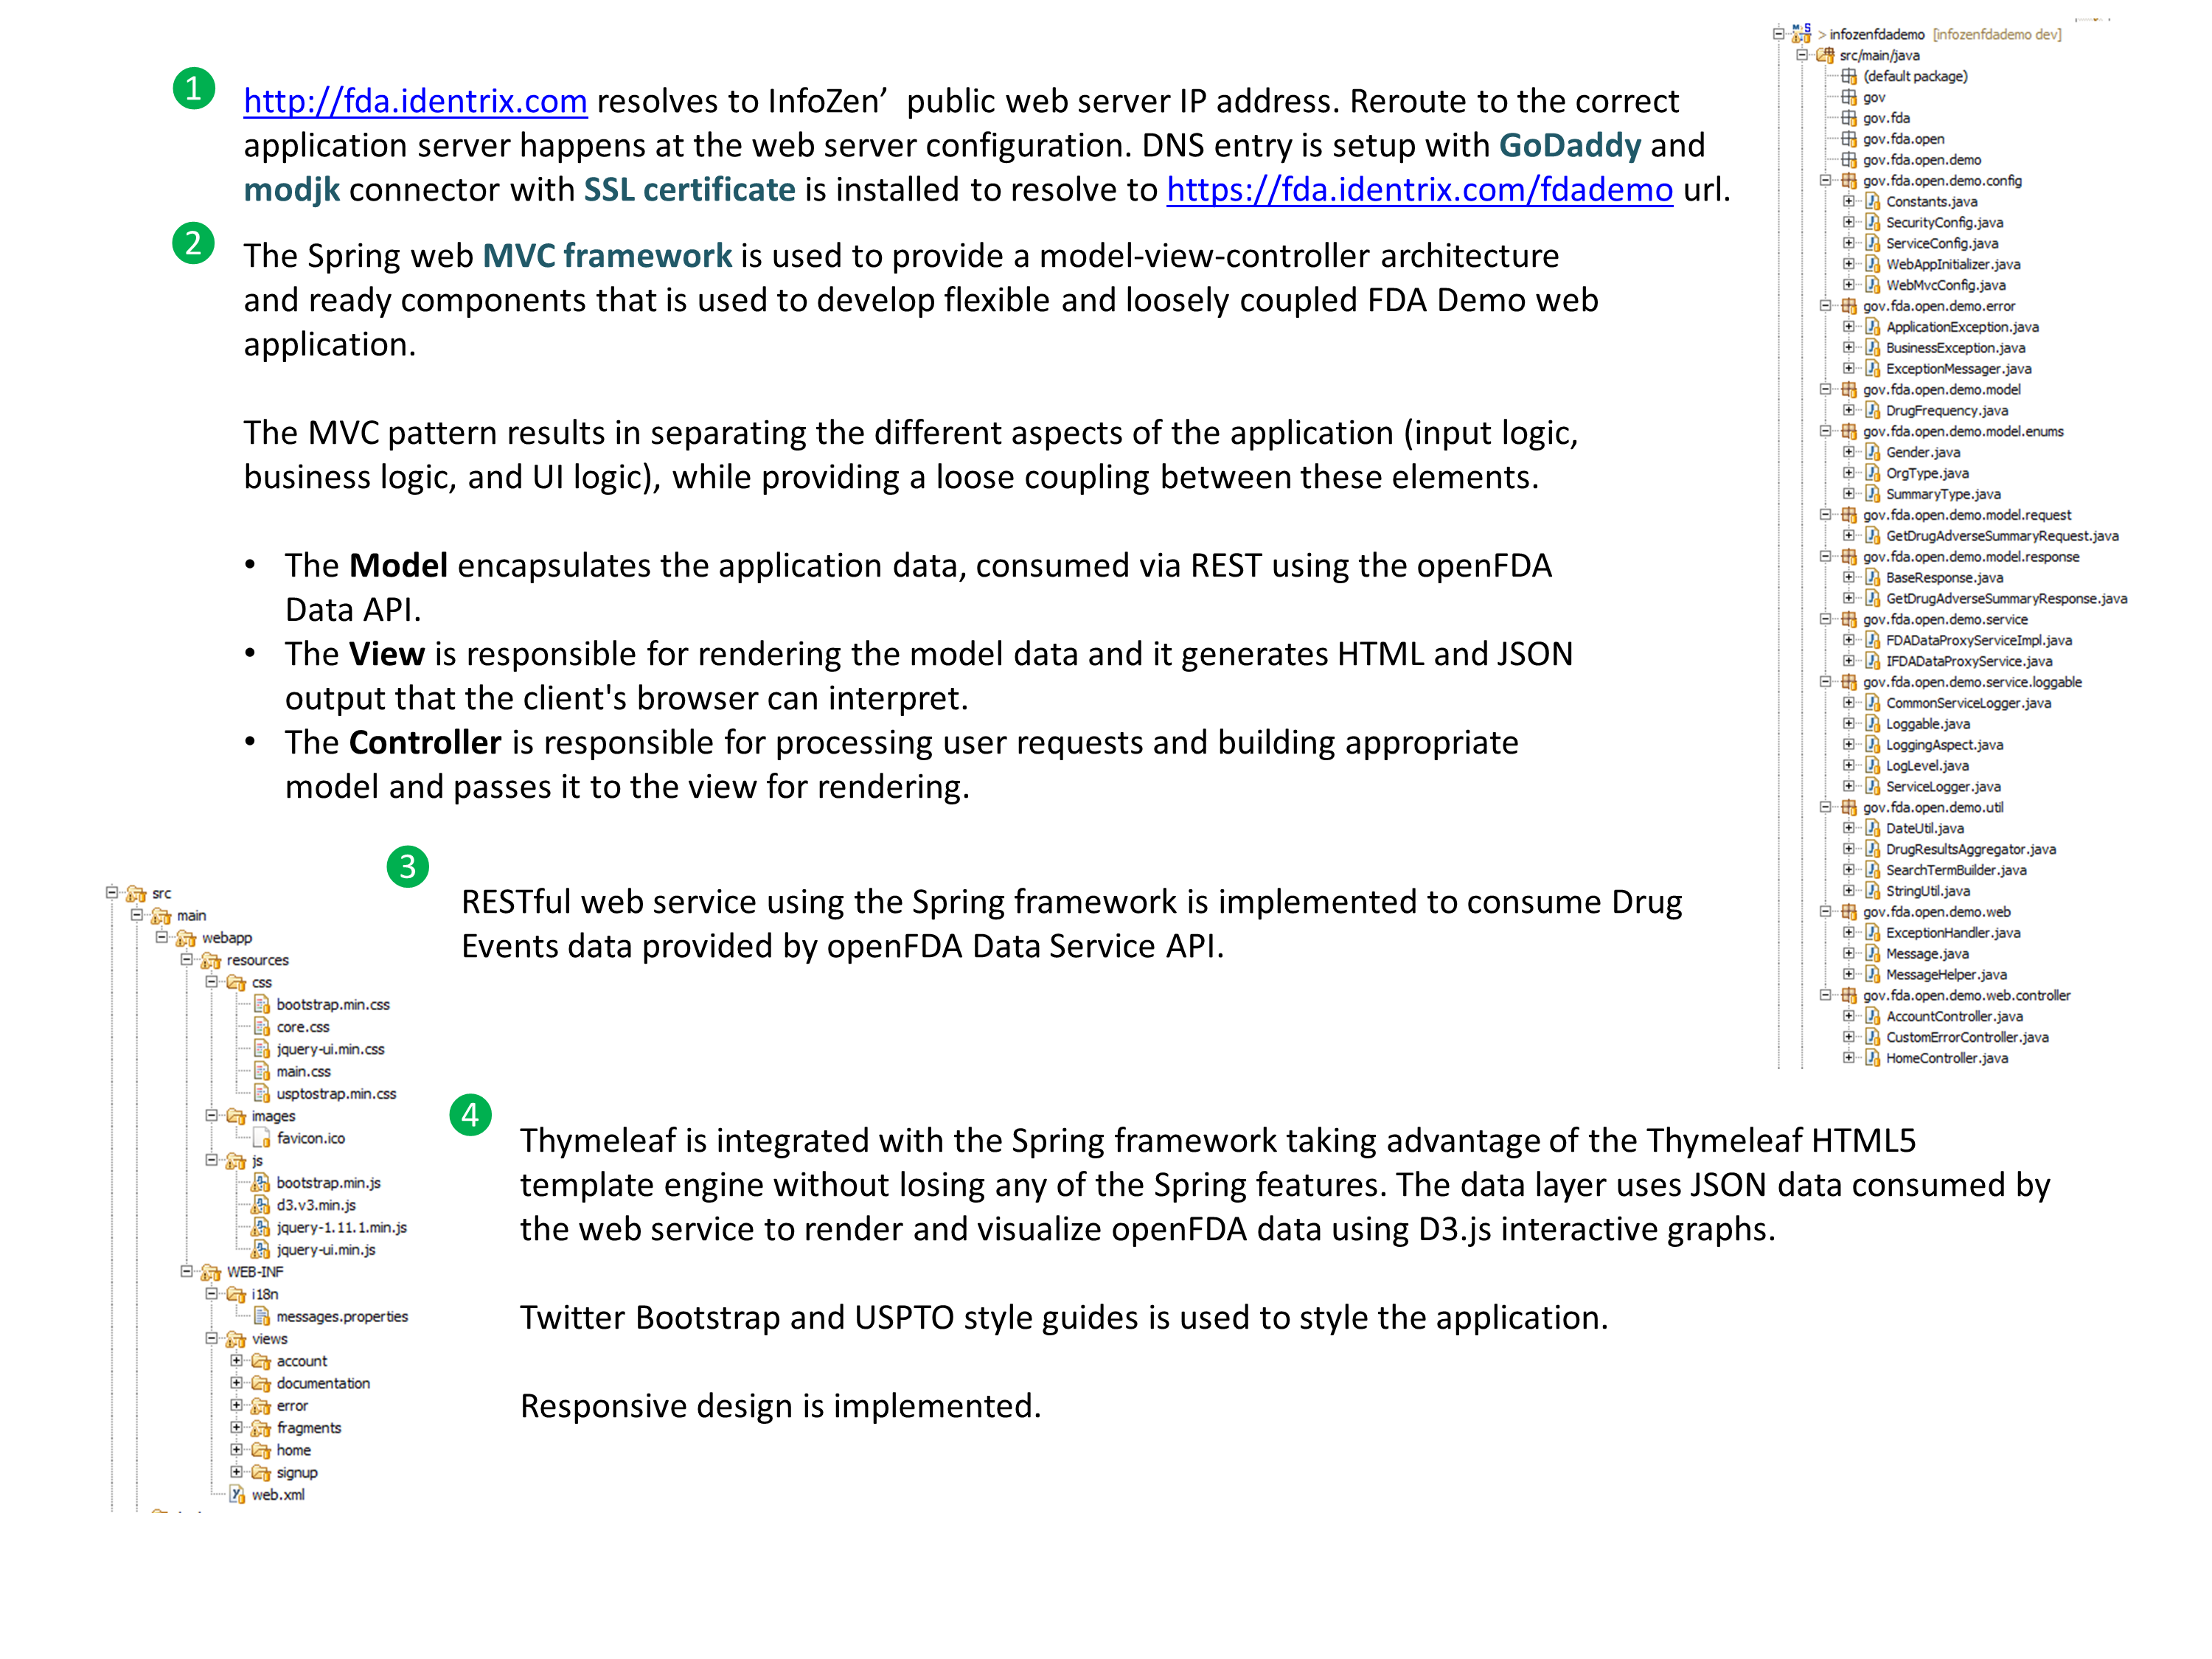 1
http://fda.identrix.com resolves to InfoZen’ public web server IP address. Reroute to the correct
application server happens at the web server configuration. DNS entry is setup with GoDaddy and
modjk connector with SSL certificate is installed to resolve to https://fda.identrix.com/fdademo url.
2
The Spring web MVC framework is used to provide a model-view-controller architecture
and ready components that is used to develop flexible and loosely coupled FDA Demo web
application.
The MVC pattern results in separating the different aspects of the application (input logic,
business logic, and UI logic), while providing a loose coupling between these elements.
• The Model encapsulates the application data, consumed via REST using the openFDA
Data API.
• The View is responsible for rendering the model data and it generates HTML and JSON
output that the client's browser can interpret.
• The Controller is responsible for processing user requests and building appropriate
model and passes it to the view for rendering.
3
RESTful web service using the Spring framework is implemented to consume Drug
Events data provided by openFDA Data Service API.
4
Thymeleaf is integrated with the Spring framework taking advantage of the Thymeleaf HTML5
template engine without losing any of the Spring features. The data layer uses JSON data consumed by
the web service to render and visualize openFDA data using D3.js interactive graphs.
Twitter Bootstrap and USPTO style guides is used to style the application.
Responsive design is implemented.
src
main
webapp
resources
css
bootstrap.min.css
core.css
jquery-ui.min.css
main.css
usptostrap.min.css
images
favicon.ico
js
bootstrap.min.js
d3.v3.min.js
jquery-1.11.1.min.js
jquery-ui.min.js
WEB-INF
i18n
messages.properties
views
account
documentation
error
fragments
home
signup
web.xml
> infozenfdademo [infozenfdademo dev]
src/main/java
(default package)
gov
gov.fda
gov.fda.open
gov.fda.open.demo
gov.fda.open.demo.config
Constants.java
SecurityConfig.java
ServiceConfig.java
WebAppInitializer.java
WebMvcConfig.java
gov.fda.open.demo.error
ApplicationException.java
BusinessException.java
ExceptionMessager.java
gov.fda.open.demo.model
DrugFrequency.java
gov.fda.open.demo.model.enums
Gender.java
OrgType.java
SummaryType.java
gov.fda.open.demo.model.request
GetDrugAdverseSummaryRequest.java
gov.fda.open.demo.model.response
BaseResponse.java
GetDrugAdverseSummaryResponse.java
gov.fda.open.demo.service
FDADataProxyServiceImpl.java
IFDADataProxyService.java
gov.fda.open.demo.service.loggable
CommonServiceLogger.java
Loggable.java
LoggingAspect.java
LogLevel.java
ServiceLogger.java
gov.fda.open.demo.util
DateUtil.java
DrugResultsAggregator.java
SearchTermBuilder.java
StringUtil.java
gov.fda.open.demo.web
ExceptionHandler.java
Message.java
MessageHelper.java
gov.fda.open.demo.web.controller
AccountController.java
CustomErrorController.java
HomeController.java